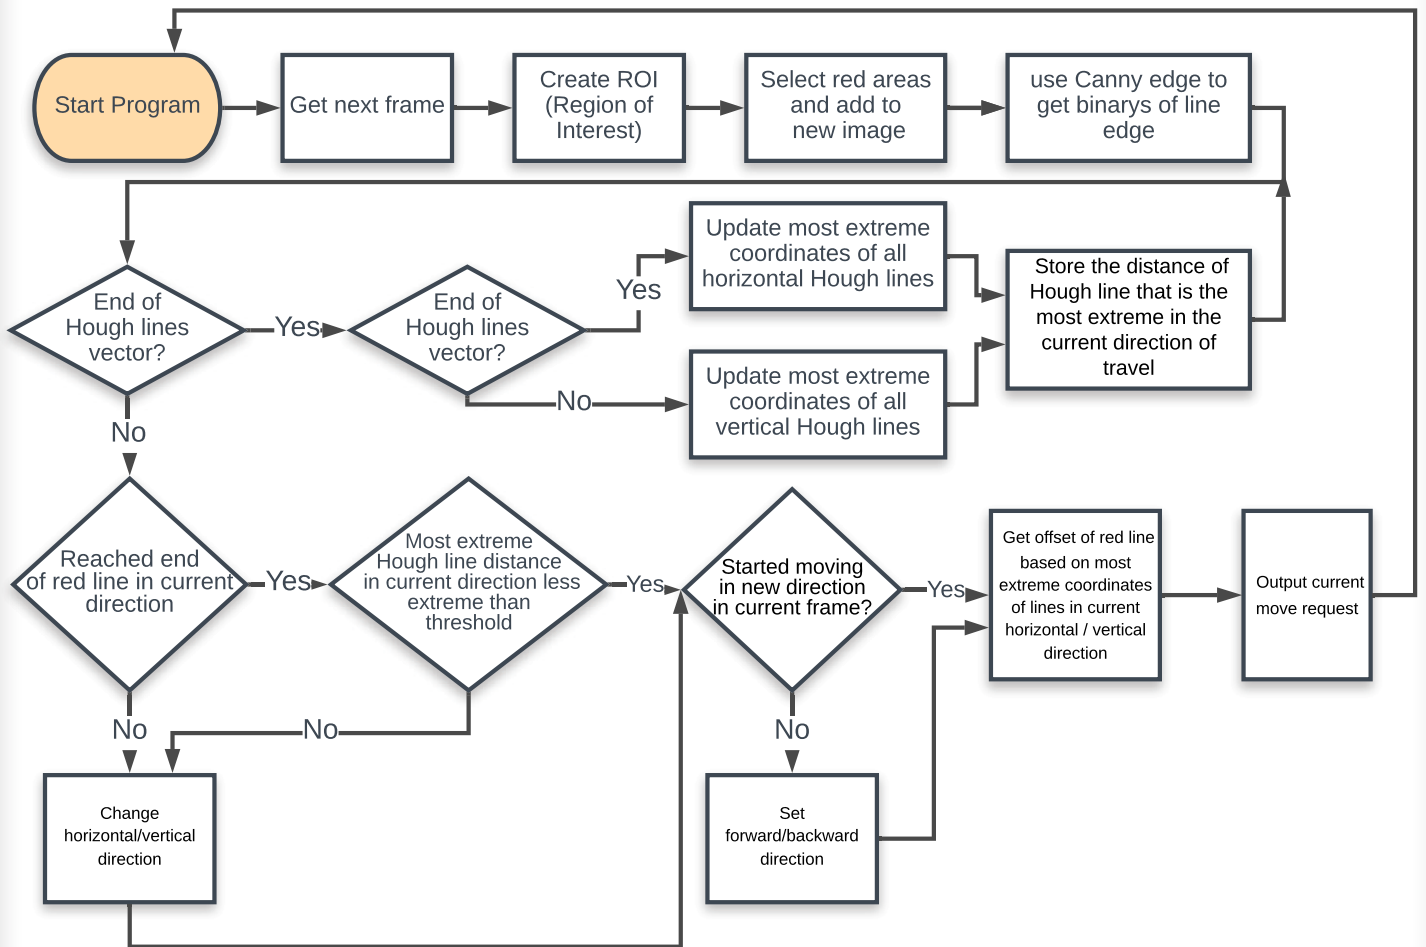 Start Program
Get next frame
Create ROI
(Region of
Interest)
Select red areas
and add to
new image
use Canny edge to
get binarys of line
edge
End of
Hough lines
vector?
Yes
End of
Hough lines
vector?
Yes
Update most extreme
coordinates of all
horizontal Hough lines
Store the distance of
Hough line that is the
most extreme in the
current direction of
travel
No
Update most extreme
coordinates of all
vertical Hough lines
No
Reached end
of red line in current
direction
Yes
Most extreme
Hough line distance
in current direction less
extreme than
threshold
Yes
Started moving
in new direction
in current frame?
Yes
Get offset of red line
based on most
extreme coordinates
of lines in current
horizontal / vertical
direction
Output current
move request
No
No
No
Change
horizontal/vertical
direction
Set
forward/backward
direction